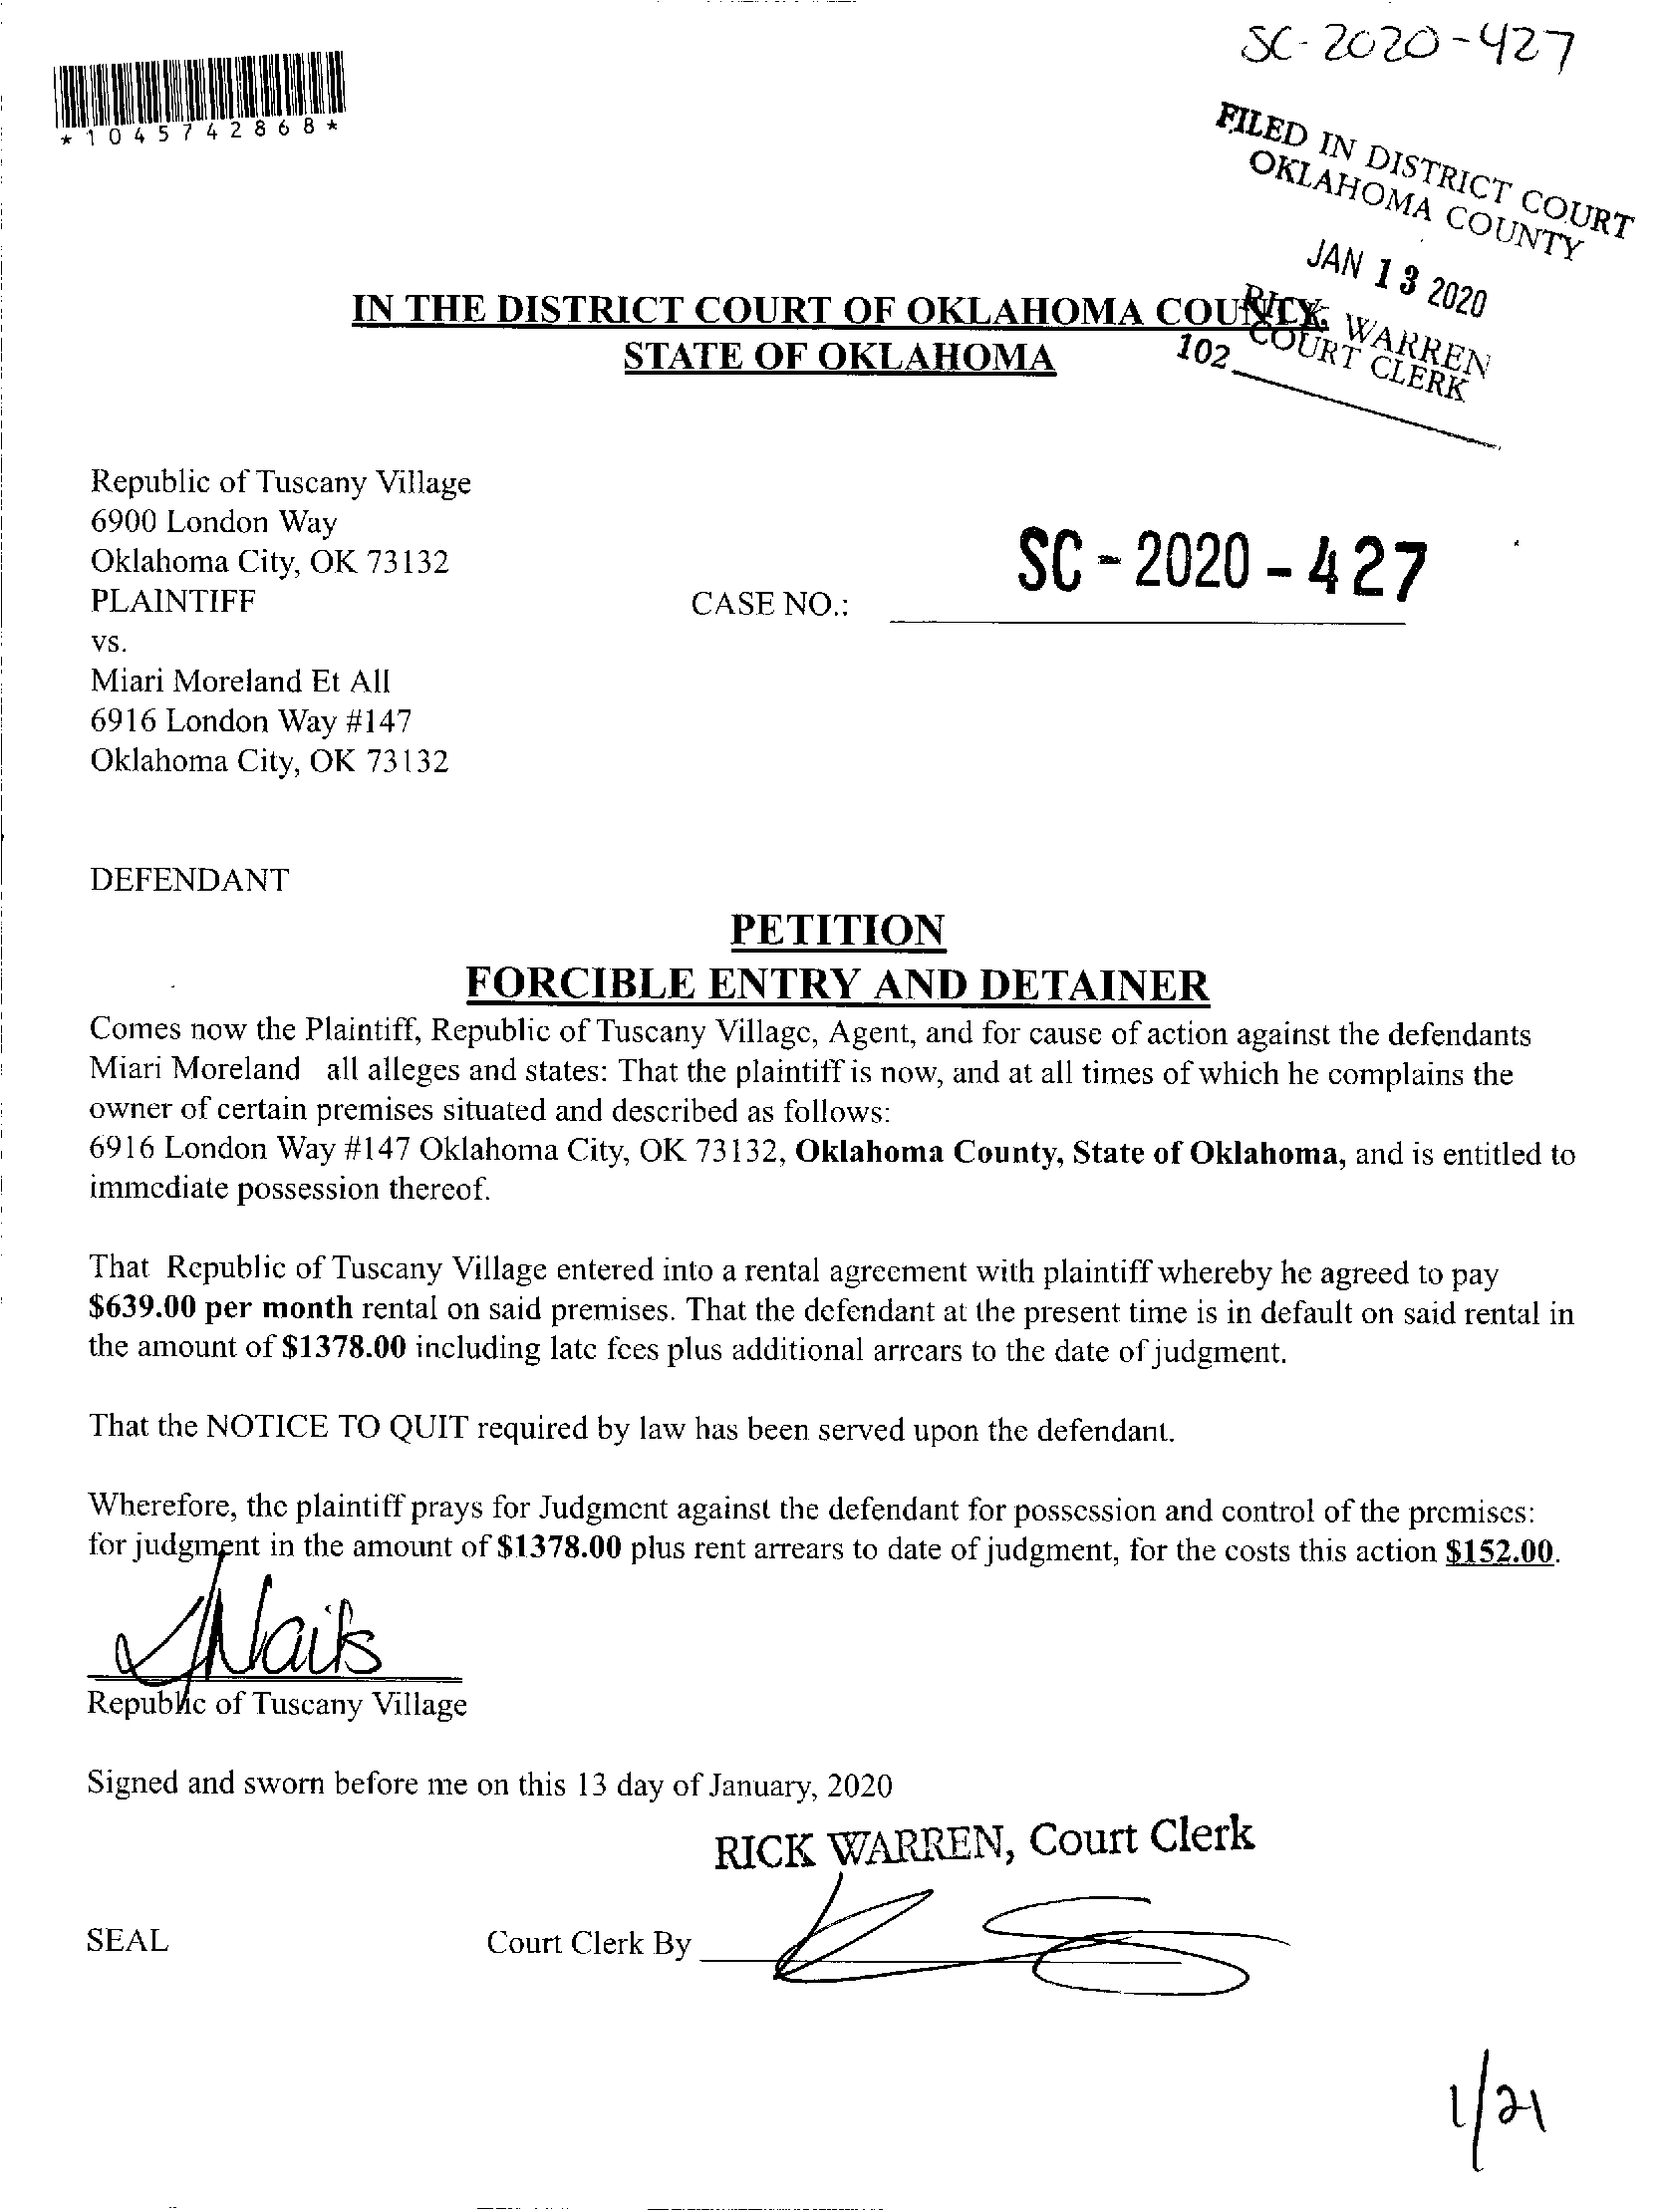 SC-2020-427
*1045742868*
FILED IN DISTRICT COURT
OKLAHOMA COUNTY
JAN 13 2020
RICK WARREN
COURT CLERK
102
IN THE DISTRICT COURT OF OKLAHOMA COUNTY,
STATE OF OKLAHOMA
Republic of Tuscany Village
6900 London Way
Oklahoma City, OK 73132
PLAINTIFF
CASE NO.: SC-2020-427
vs.
Miari Moreland Et All
6916 London Way #147
Oklahoma City, OK 73132
DEFENDANT
PETITION
FORCIBLE ENTRY AND DETAINER
Comes now the Plaintiff, Republic of Tuscany Village, Agent, and for cause of action against the defendants
Miari Moreland all alleges and states: That the plaintiff is now, and at all times of which he complains the
owner of certain premises situated and described as follows:
6916 London Way #147 Oklahoma City, OK 73132, Oklahoma County, State of Oklahoma, and is entitled to
immediate possession thereof.
That Republic of Tuscany Village entered into a rental agreement with plaintiff whereby he agreed to pay
$639.00 per month rental on said premises. That the defendant at the present time is in default on said rental in
the amount of $1378.00 including late fees plus additional arrears to the date of judgment.
That the NOTICE TO QUIT required by law has been served upon the defendant.
Wherefore, the plaintiff prays for Judgment against the defendant for possession and control of the premises:
for judgment in the amount of $1378.00 plus rent arrears to date of judgment, for the costs this action $152.00.
Republic of Tuscany Village
Signed and sworn before me on this 13 day of January, 2020
RICK WARREN, Court Clerk
SEAL
Court Clerk By
1/21